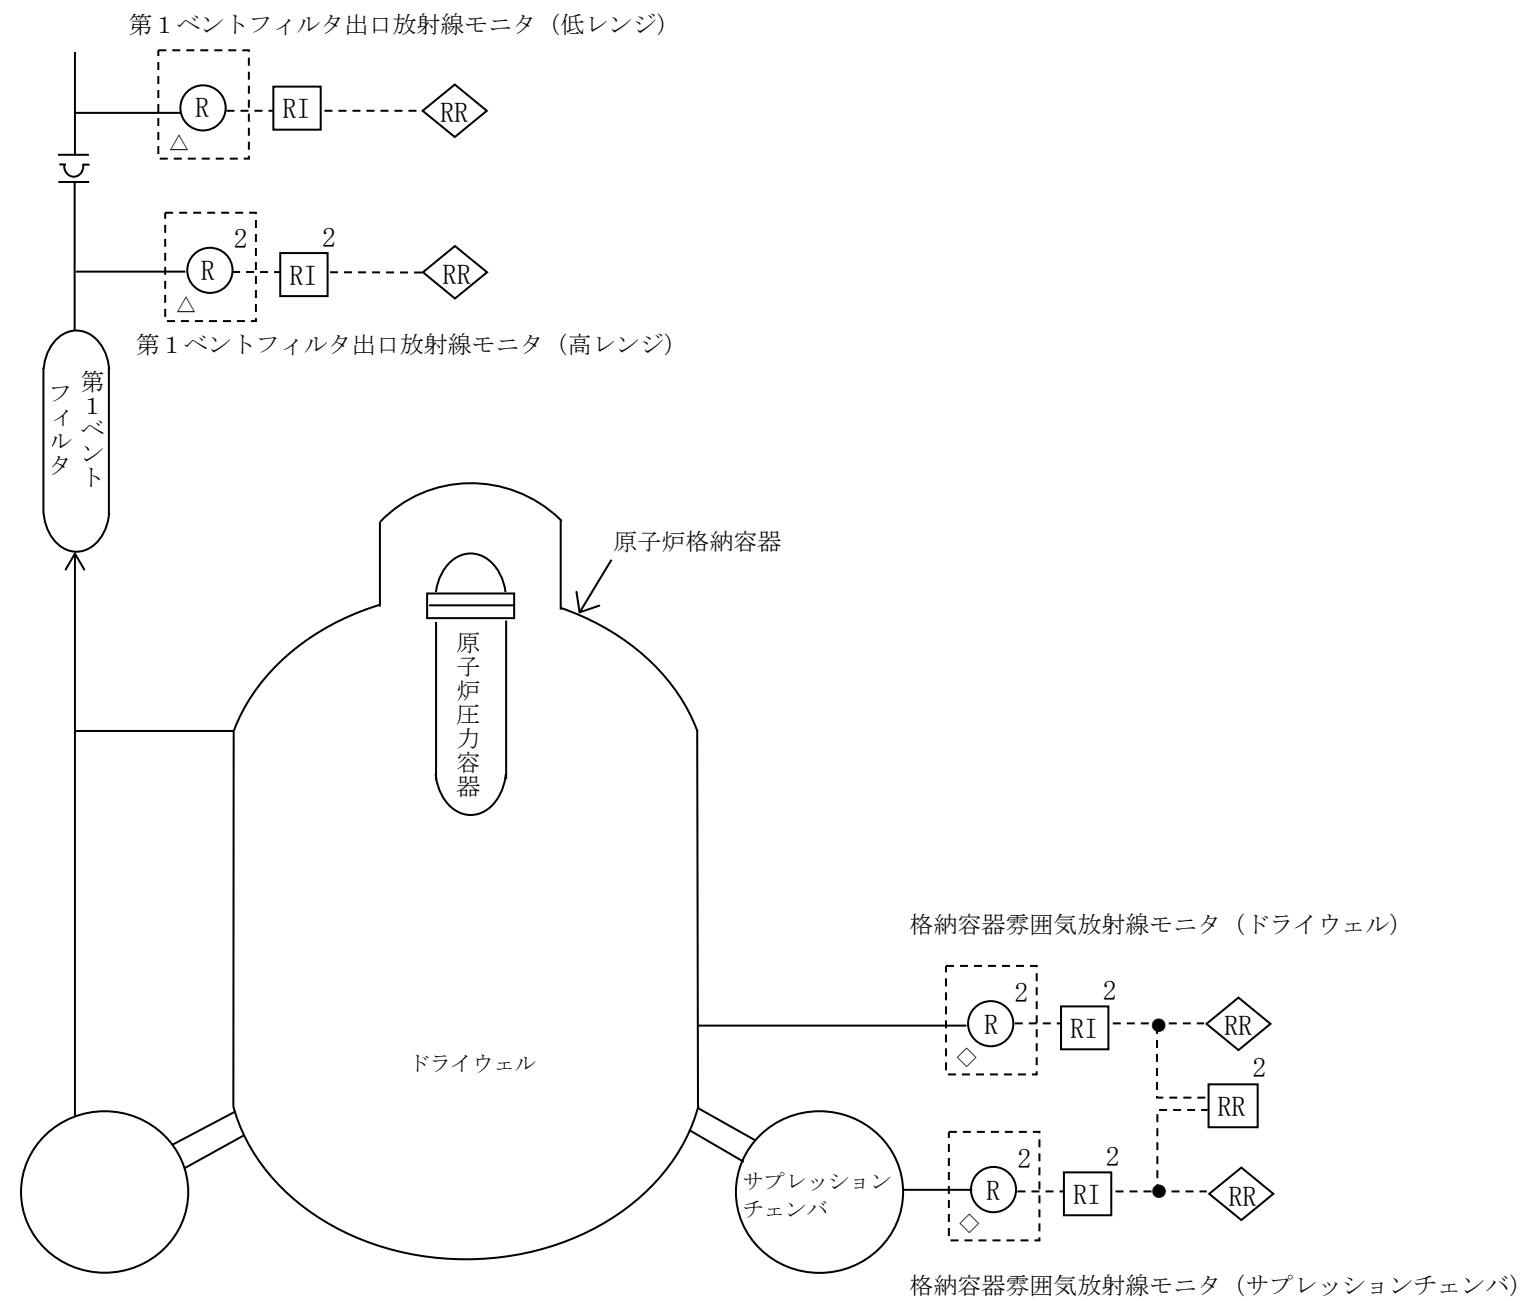 第１ベントフィルタ出口放射線モニタ（低レンジ）
R
RI
RR
△
2
2
R
RI
RR
△
第１ベントフィルタ出口放射線モニタ（高レンジ）
第１ベント
フィルタ
原子炉格納容器
原子炉圧力容器
格納容器雰囲気放射線モニタ（ドライウェル）
2
2
R
RI
RR
◇
ドライウェル
2
RR
2
2
サプレッション
チェンバ
R
RI
RR
◇
格納容器雰囲気放射線モニタ（サプレッションチェンバ）